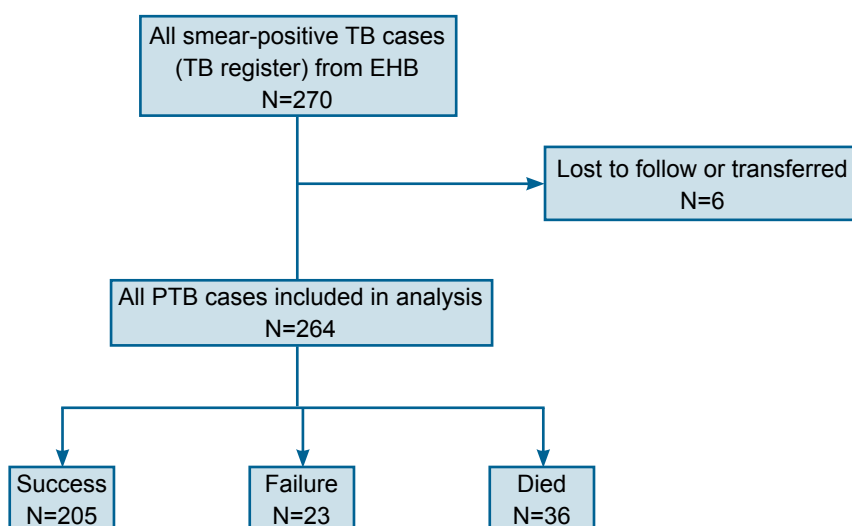 All smear-positive TB cases
(TB register) from EHB
N=270
Lost to follow or transferred
N=6
All PTB cases included in analysis
N=264
Success
N=205
Failure
N=23
Died
N=36